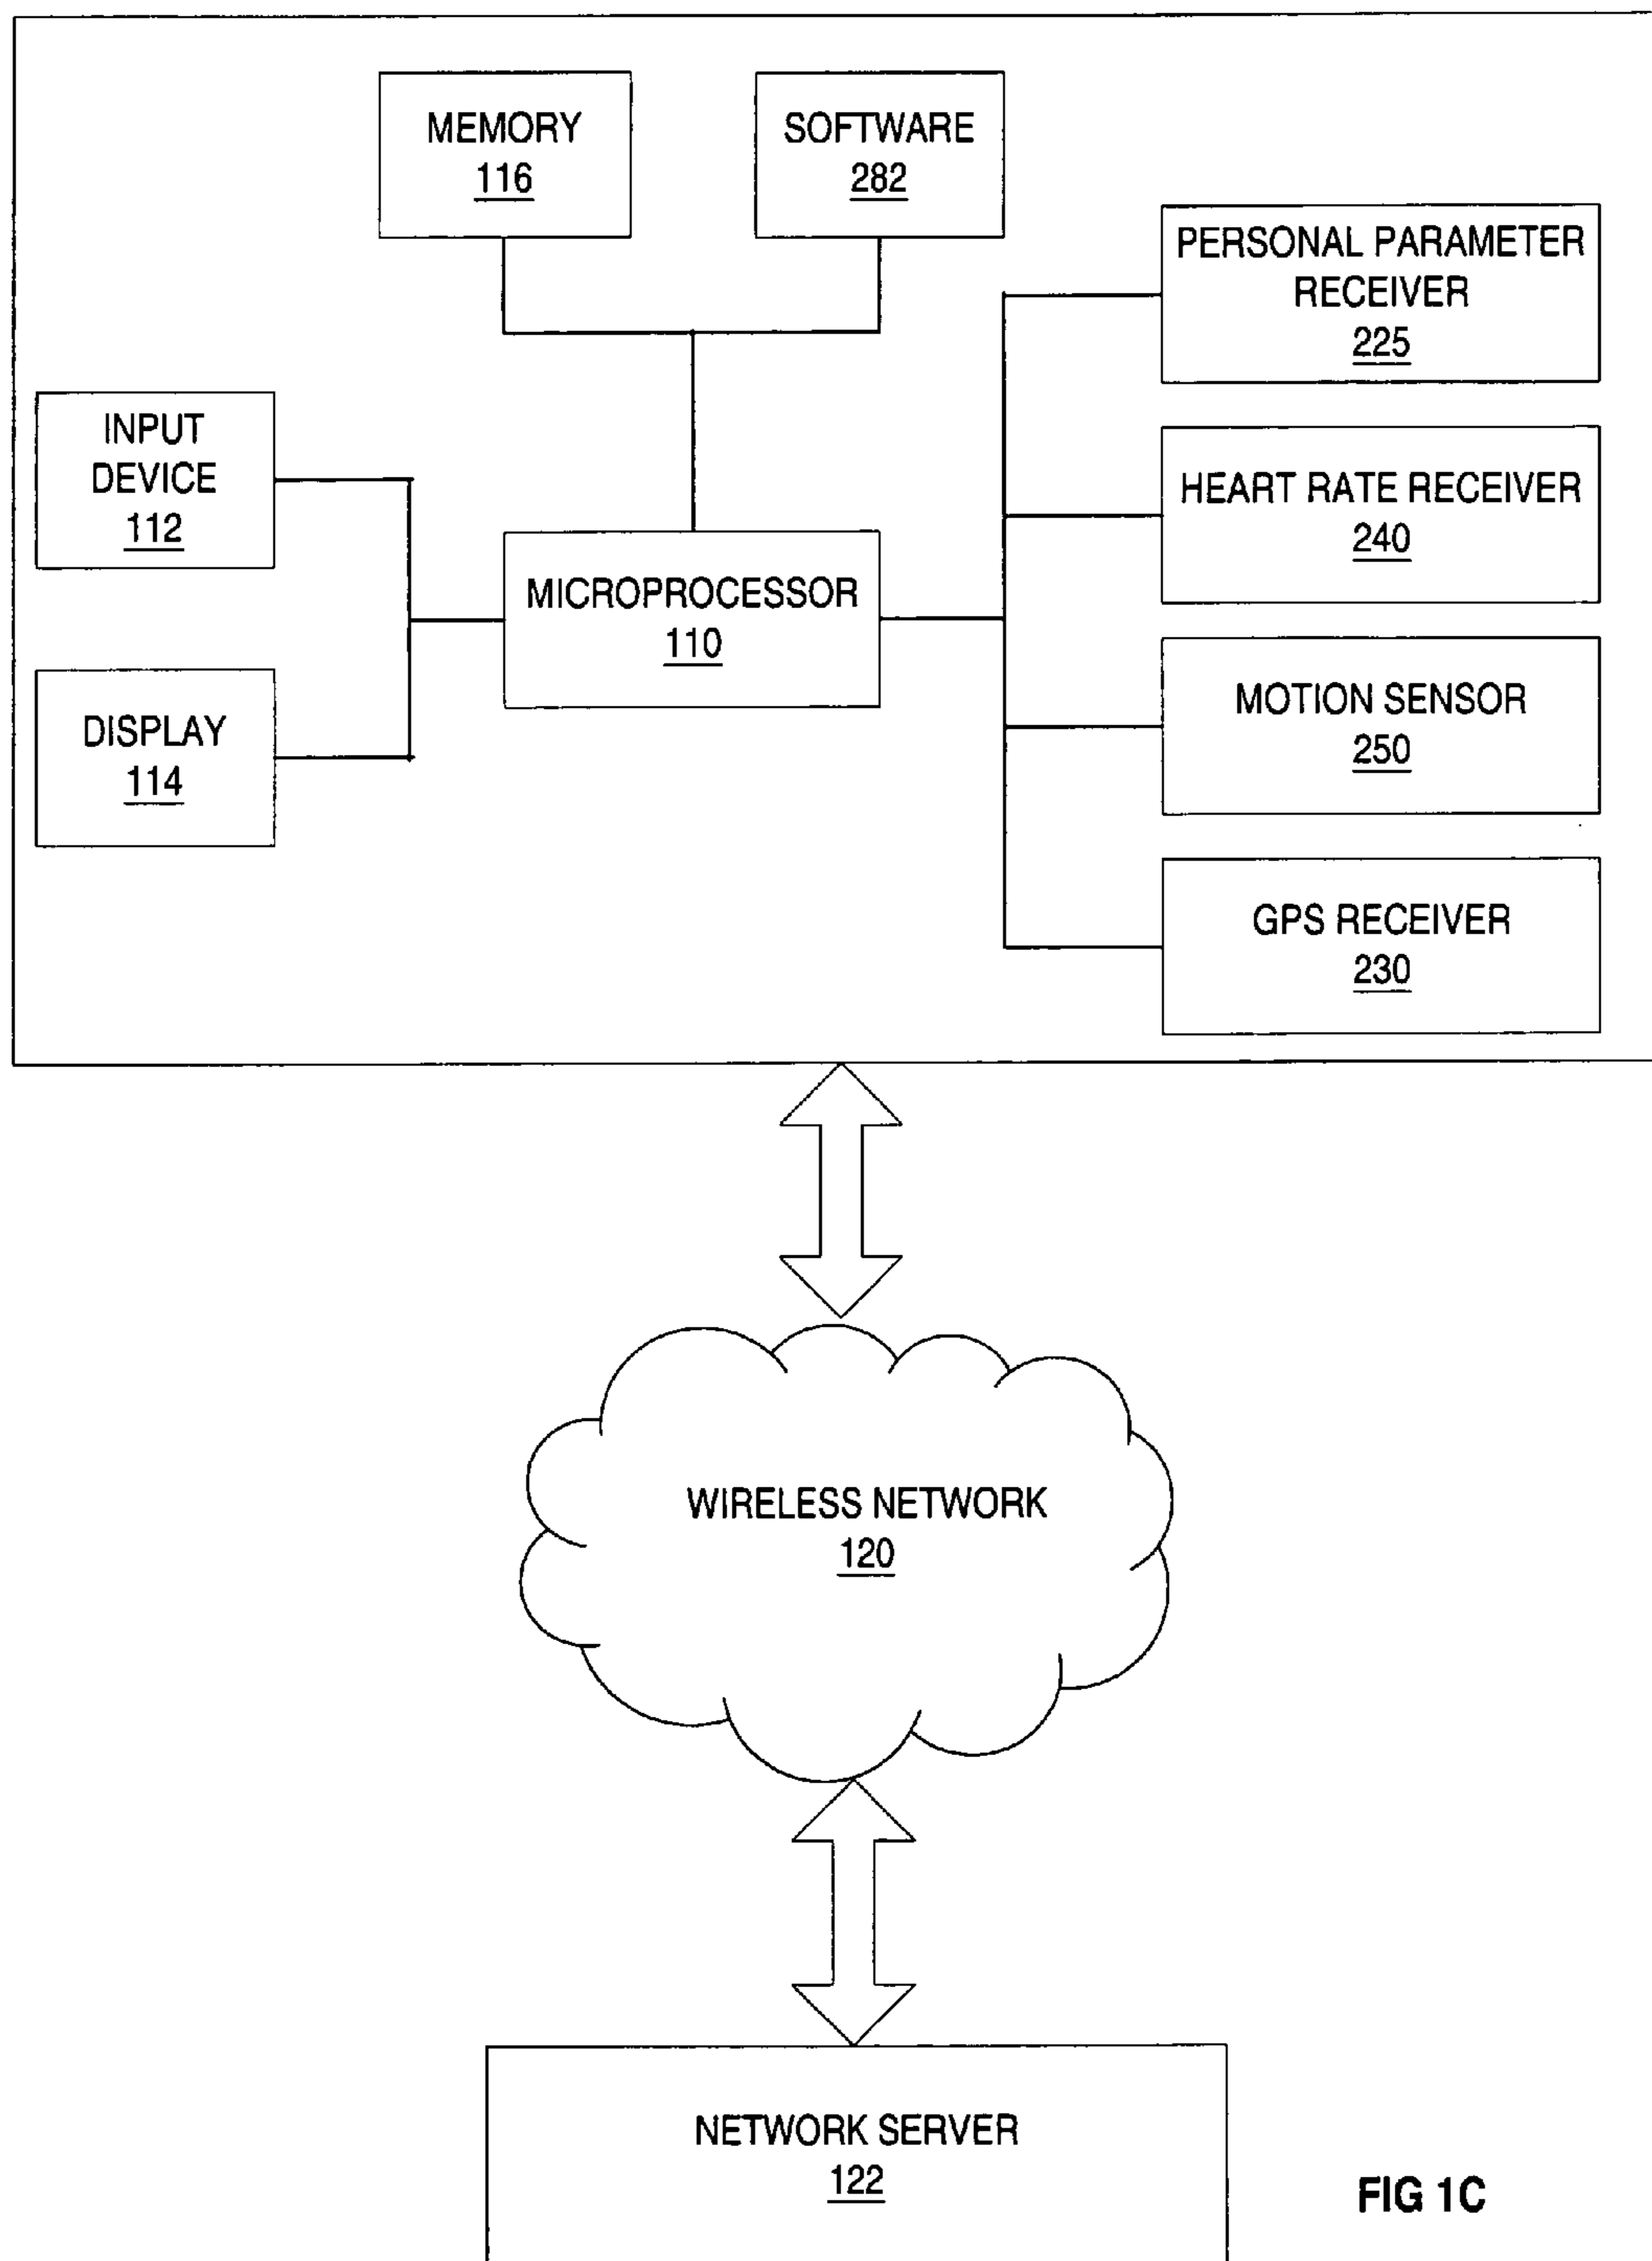 MEMORY
116
SOFTWARE
282
PERSONAL PARAMETER
RECEIVER
225
INPUT
DEVICE
112
HEART RATE RECEIVER
240
MICROPROCESSOR
110
MOTION SENSOR
250
DISPLAY
114
GPS RECEIVER
230
WIRELESS NETWORK
120
NETWORK SERVER
122
FIG 1C